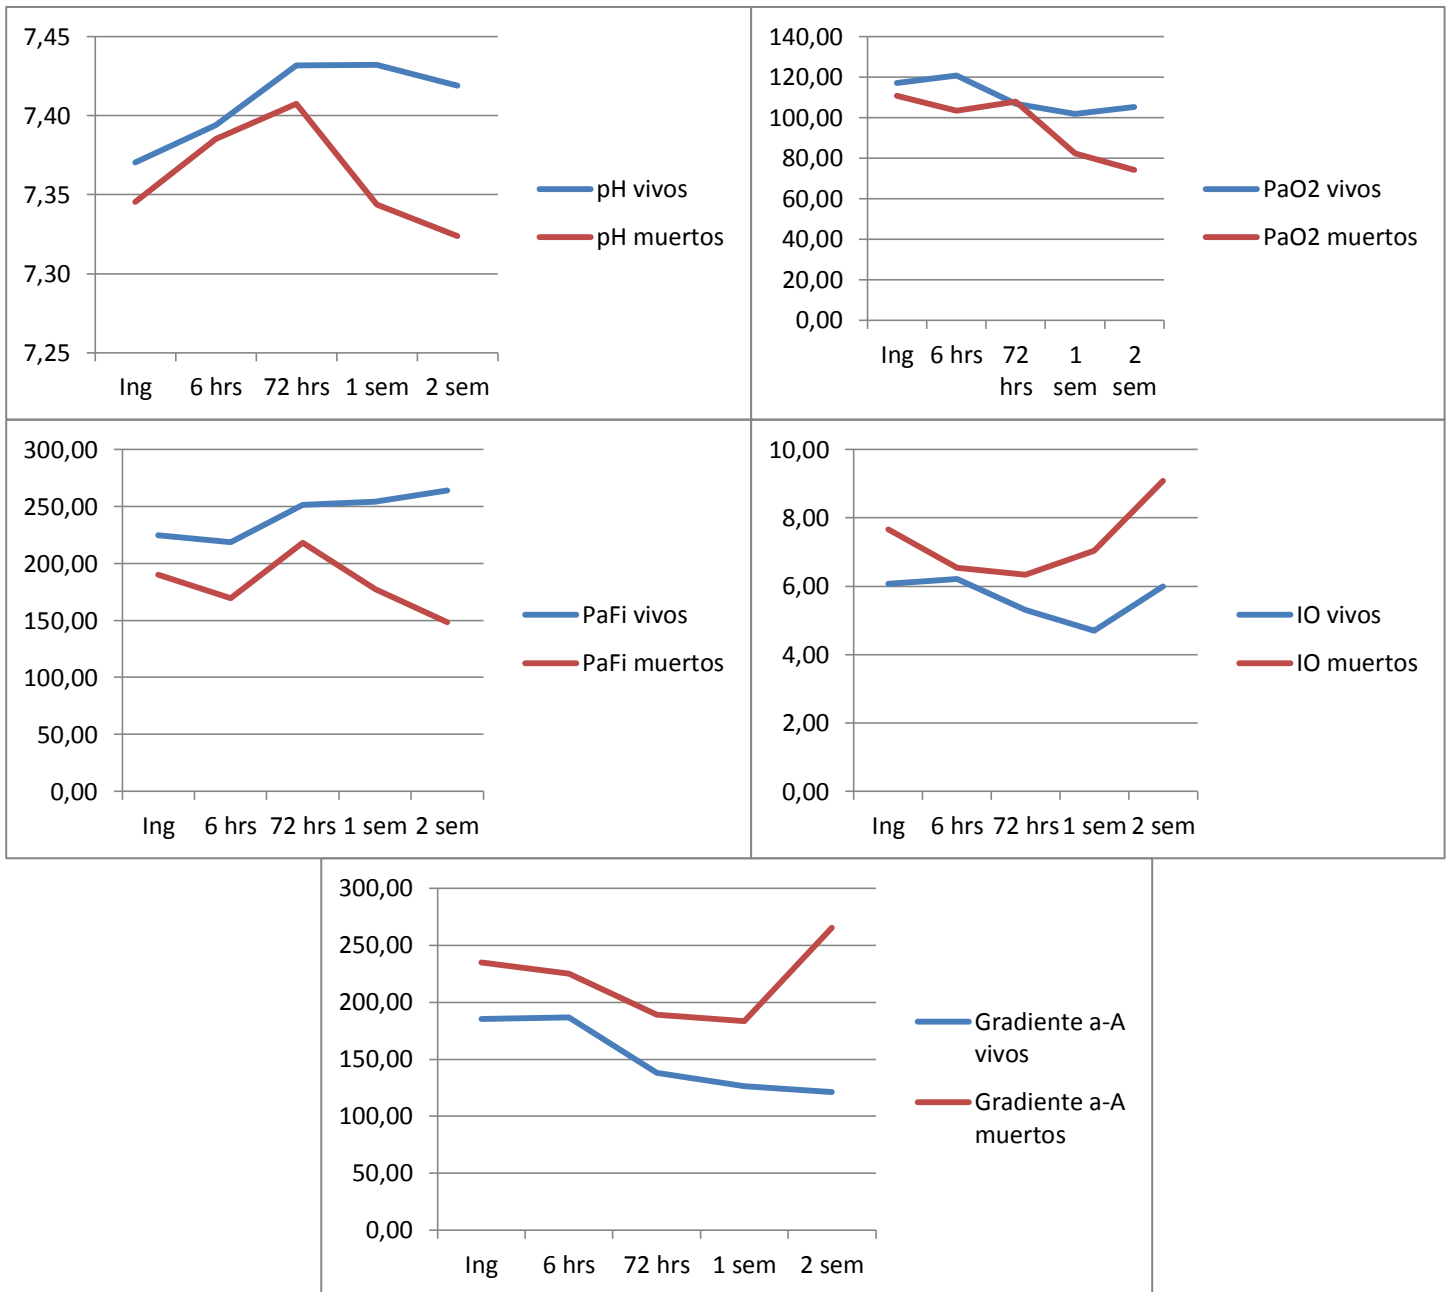 7,45
7,40
7,35
7,30
7,25
Ing 6 hrs 72 hrs 1 sem 2 sem
pH vivos
pH muertos
140,00
120,00
100,00
80,00
60,00
40,00
20,00
0,00
Ing 6 hrs 72 1 2
hrs sem sem
PaO2 vivos
PaO2 muertos
300,00
250,00
200,00
150,00
100,00
50,00
0,00
Ing 6 hrs 72 hrs 1 sem 2 sem
PaFi vivos
PaFi muertos
10,00
8,00
6,00
4,00
2,00
0,00
Ing 6 hrs 72 hrs 1 sem 2 sem
IO vivos
IO muertos
300,00
250,00
200,00
150,00
100,00
50,00
0,00
Ing 6 hrs 72 hrs 1 sem 2 sem
Gradiente a-A
vivos
Gradiente a-A
muertos